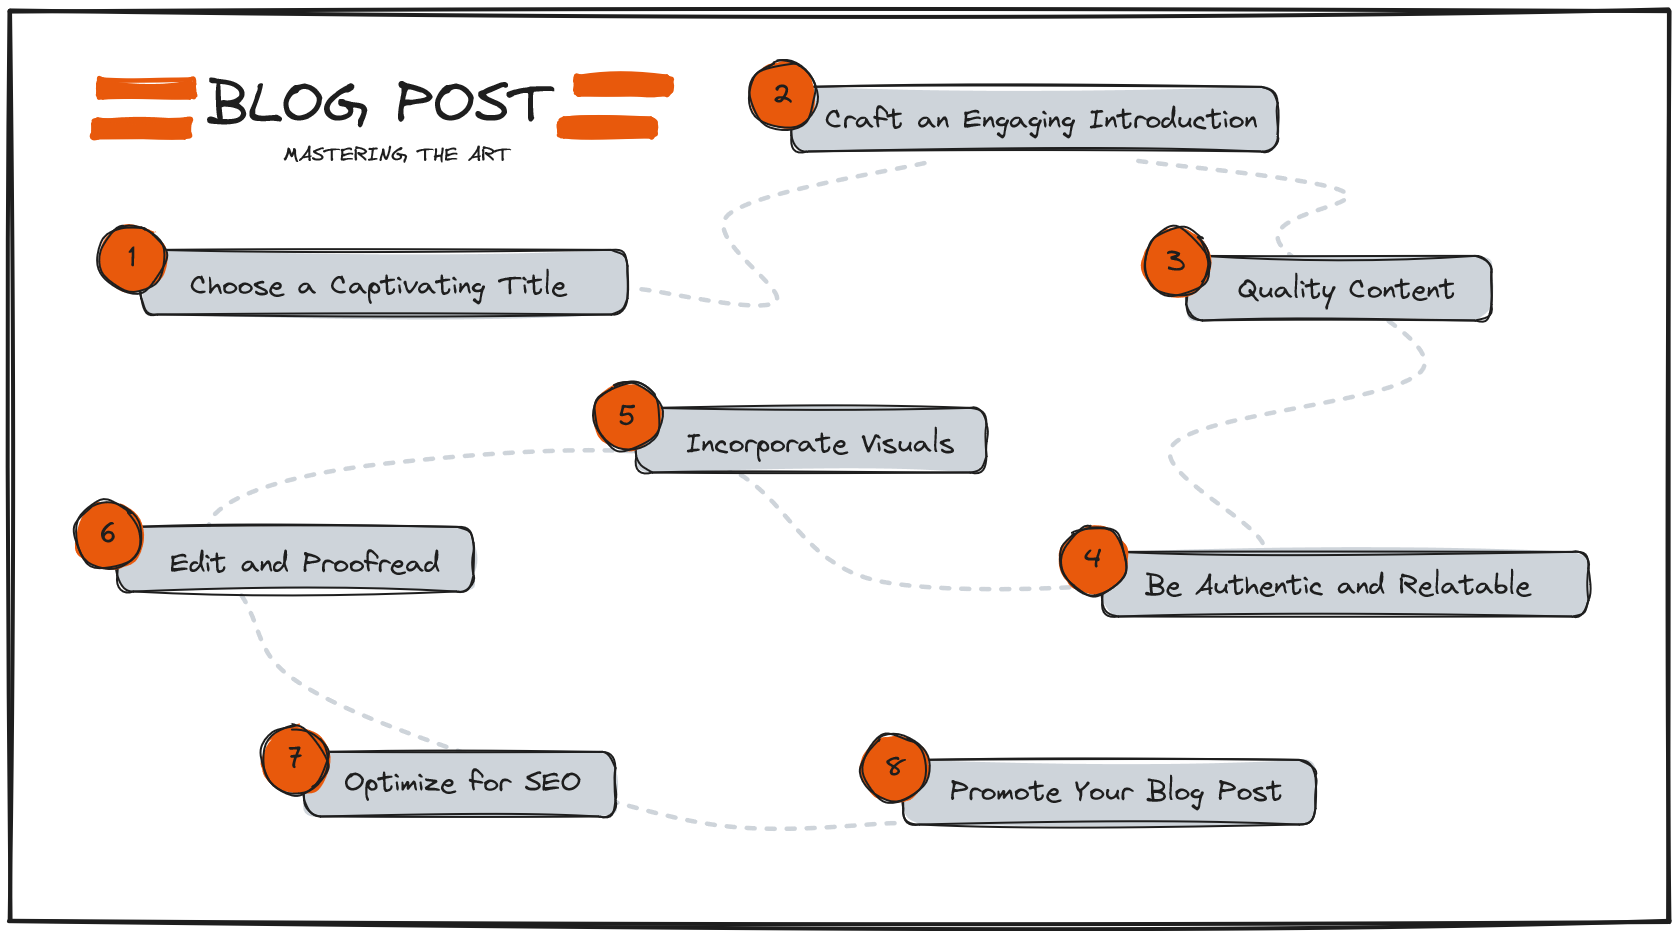 BLOG POST
MASTERING THE ART
1
Choose a Captivating Title
2
Craft an Engaging Introduction
3
Quality Content
4
Be Authentic and Relatable
5
Incorporate Visuals
6
Edit and Proofread
7
Optimize for SEO
8
Promote Your Blog Post